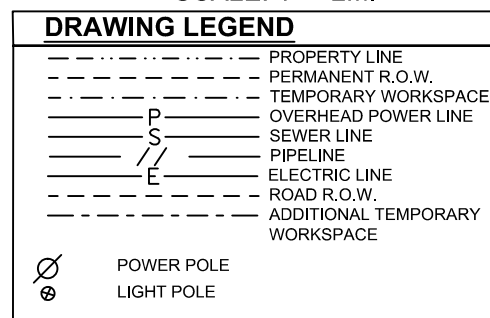 DRAWING LEGEND
PROPERTY LINE
PERMANENT R.O.W.
TEMPORARY WORKSPACE
P OVERHEAD POWER LINE
S SEWER LINE
// PIPELINE
E ELECTRIC LINE
ROAD R.O.W.
ADDITIONAL TEMPORARY
WORKSPACE
POWER POLE
LIGHT POLE